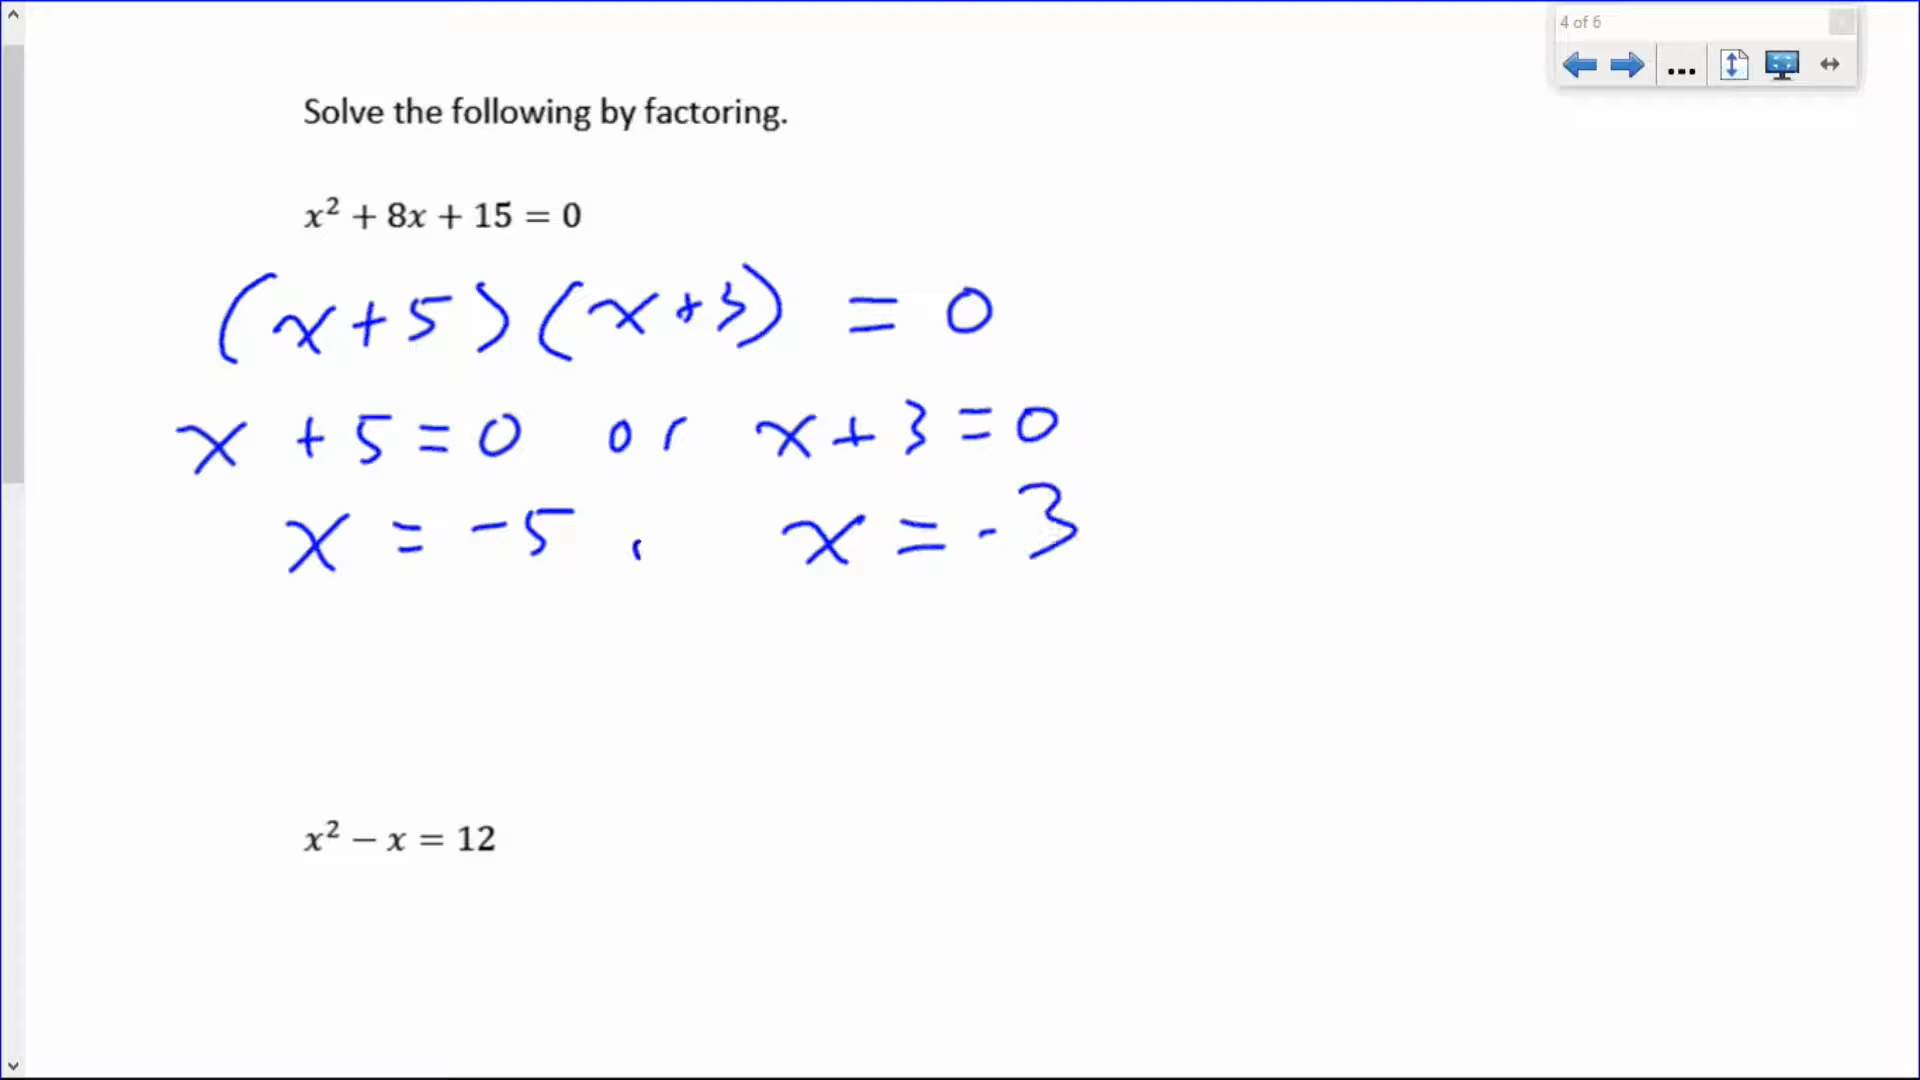 4 of 6
Solve the following by factoring.
x² + 8x + 15 = 0
(x+5)(x+3) = 0
x +5=0 or x+3=0
x = -5 , x = -3
x² − x = 12